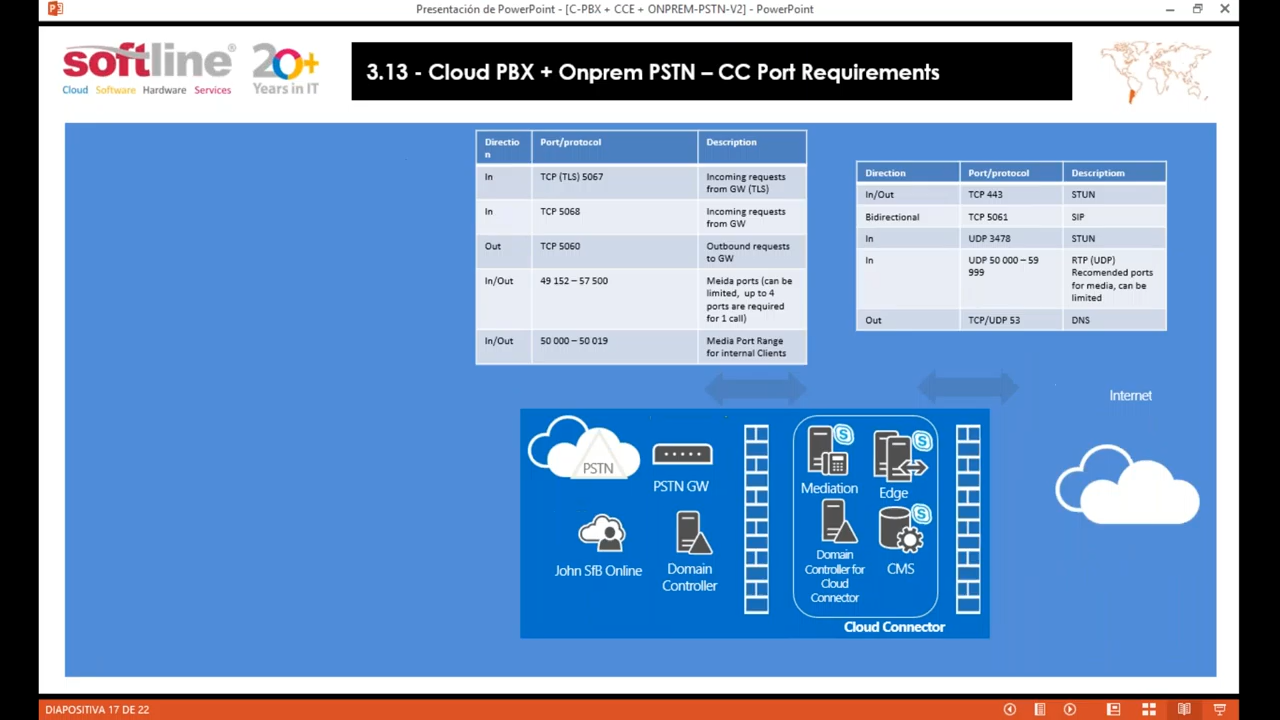 Presentación de PowerPoint - [C-PBX + CCE + ONPREM-PSTN-V2] - PowerPoint
softline®
Cloud Software Hardware Services
20+
Years in IT
3.13 - Cloud PBX + Onprem PSTN – CC Port Requirements
Directio
n
Port/protocol
Description
In
TCP (TLS) 5067
Incoming requests
from GW (TLS)
In
TCP 5068
Incoming requests
from GW
Out
TCP 5060
Outbound requests
to GW
In/Out
49 152 – 57 500
Meida ports (can be
limited, up to 4
ports are required
for 1 call)
In/Out
50 000 – 50 019
Media Port Range
for internal Clients
Direction
Port/protocol
Descriptiom
In/Out
TCP 443
STUN
Bidirectional
TCP 5061
SIP
In
UDP 3478
STUN
In
UDP 50 000 – 59
999
RTP (UDP)
Recomended ports
for media, can be
limited
Out
TCP/UDP 53
DNS
Internet
PSTN
PSTN GW
John SfB Online
Domain
Controller
Mediation
Edge
Domain
Controller for
Cloud
Connector
CMS
Cloud Connector
DIAPOSITIVA 17 DE 22